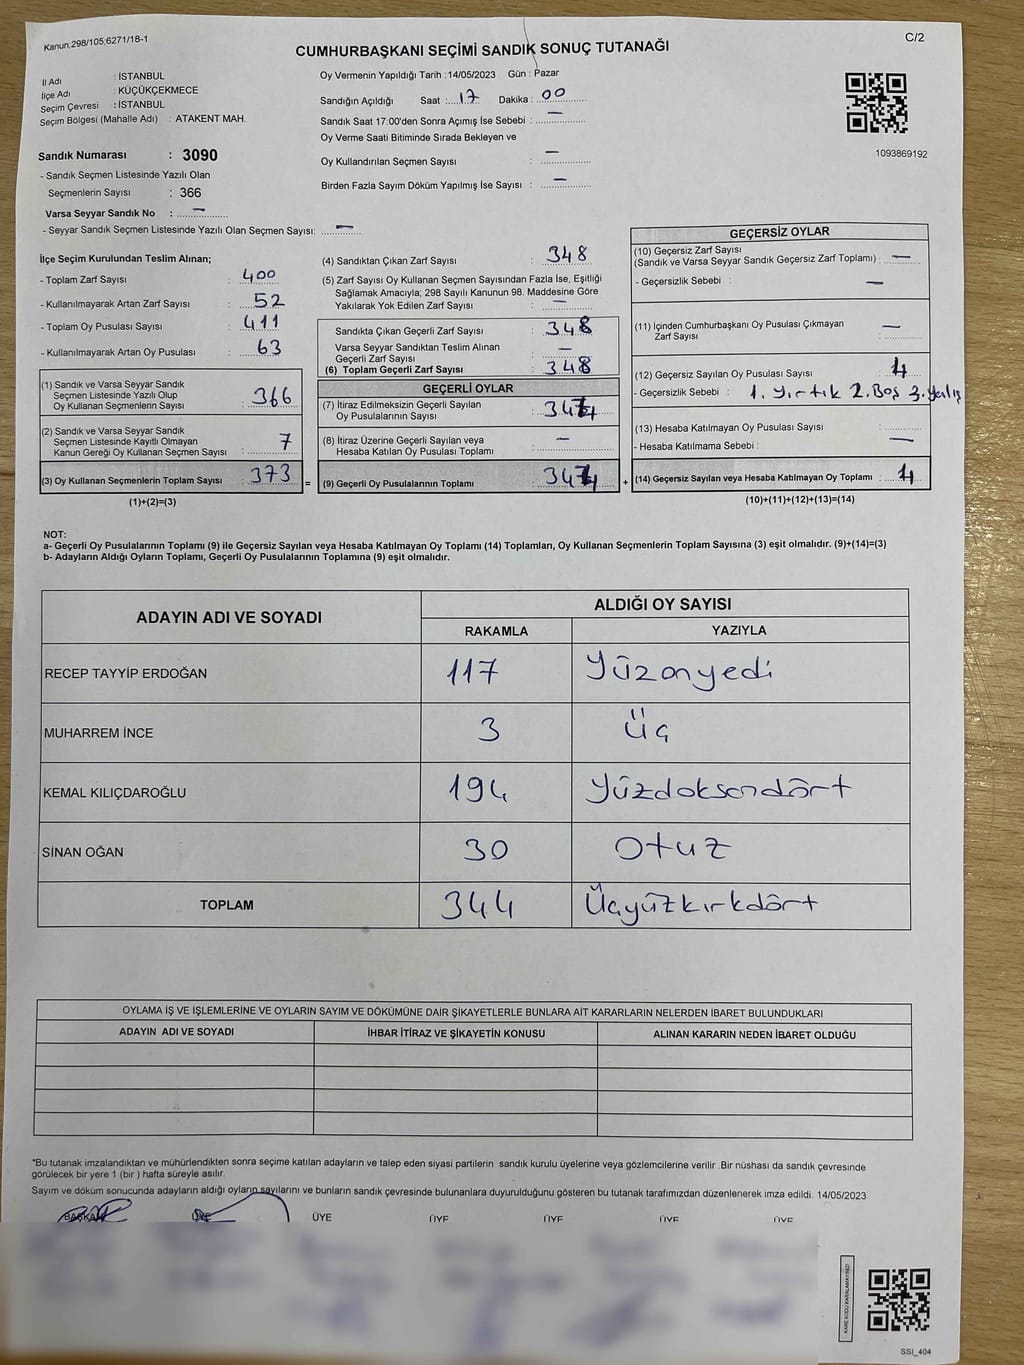 Kanun.298/105;6271/18-1
C/2
CUMHURBAŞKANI SEÇİMİ SANDIK SONUÇ TUTANAĞI
İl Adı : İSTANBUL
İlçe Adı : KÜÇÜKÇEKMECE
Seçim Çevresi : İSTANBUL
Seçim Bölgesi (Mahalle Adı) : ATAKENT MAH.
Oy Vermenin Yapıldığı Tarih : 14/05/2023 Gün : Pazar
Sandığın Açıldığı Saat : 17 Dakika : 00
Sandık Saat 17:00'den Sonra Açımış İse Sebebi : —
Oy Verme Saati Bitiminde Sırada Bekleyen ve
Oy Kullandırılan Seçmen Sayısı : —
Birden Fazla Sayım Döküm Yapılmış İse Sayısı : —
1093869192
Sandık Numarası : 3090
- Sandık Seçmen Listesinde Yazılı Olan
Seçmenlerin Sayısı : 366
Varsa Seyyar Sandık No : —
- Seyyar Sandık Seçmen Listesinde Yazılı Olan Seçmen Sayısı: —
İlçe Seçim Kurulundan Teslim Alınan;
- Toplam Zarf Sayısı : 400
- Kullanılmayarak Artan Zarf Sayısı : 52
- Toplam Oy Pusulası Sayısı : 411
- Kullanılmayarak Artan Oy Pusulası : 63
(1) Sandık ve Varsa Seyyar Sandık
Seçmen Listesinde Yazılı Olup
Oy Kullanan Seçmenlerin Sayısı : 366
(2) Sandık ve Varsa Seyyar Sandık
Seçmen Listesinde Kayıtlı Olmayan
Kanun Gereği Oy Kullanan Seçmen Sayısı : 7
(3) Oy Kullanan Seçmenlerin Toplam Sayısı : 373
(1)+(2)=(3)
(4) Sandıktan Çıkan Zarf Sayısı : 348
(5) Zarf Sayısı Oy Kullanan Seçmen Sayısından Fazla İse, Eşitliği
Sağlamak Amacıyla; 298 Sayılı Kanunun 98. Maddesine Göre
Yakılarak Yok Edilen Zarf Sayısı : —
Sandıkta Çıkan Geçerli Zarf Sayısı : 348
Varsa Seyyar Sandıktan Teslim Alınan
Geçerli Zarf Sayısı : —
(6) Toplam Geçerli Zarf Sayısı : 348
GEÇERLİ OYLAR
(7) İtiraz Edilmeksizin Geçerli Sayılan
Oy Pusulalarının Sayısı : 344
(8) İtiraz Üzerine Geçerli Sayılan veya
Hesaba Katılan Oy Pusulası Toplamı : —
= (9) Geçerli Oy Pusulalarının Toplamı : 344 +
GEÇERSİZ OYLAR
(10) Geçersiz Zarf Sayısı
(Sandık ve Varsa Seyyar Sandık Geçersiz Zarf Toplamı) : —
- Geçersizlik Sebebi : —
(11) İçinden Cumhurbaşkanı Oy Pusulası Çıkmayan
Zarf Sayısı : —
(12) Geçersiz Sayılan Oy Pusulası Sayısı : 4
- Geçersizlik Sebebi : 1. Yırtık 2. Boş 3.
(13) Hesaba Katılmayan Oy Pusulası Sayısı :
- Hesaba Katılmama Sebebi : —
(14) Geçersiz Sayılan veya Hesaba Katılmayan Oy Toplamı : 4
(10)+(11)+(12)+(13)=(14)
NOT:
a- Geçerli Oy Pusulalarının Toplamı (9) ile Geçersiz Sayılan veya Hesaba Katılmayan Oy Toplamı (14) Toplamları, Oy Kullanan Seçmenlerin Toplam Sayısına (3) eşit olmalıdır. (9)+(14)=(3)
b- Adayların Aldığı Oyların Toplamı, Geçerli Oy Pusulalarının Toplamına (9) eşit olmalıdır.
ADAYIN ADI VE SOYADI ALDIĞI OY SAYISI
RAKAMLA YAZIYLA
RECEP TAYYİP ERDOĞAN 117 Yüzonyedi
MUHARREM İNCE 3 Üç
KEMAL KILIÇDAROĞLU 194 Yüzdoksandört
SİNAN OĞAN 30 Otuz
TOPLAM 344 Üçyüzkırkdört
OYLAMA İŞ VE İŞLEMLERİNE VE OYLARIN SAYIM VE DÖKÜMÜNE DAİR ŞİKAYETLERLE BUNLARA AİT KARARLARIN NELERDEN İBARET BULUNDUKLARI
ADAYIN ADI VE SOYADI İHBAR İTİRAZ VE ŞİKAYETİN KONUSU ALINAN KARARIN NEDEN İBARET OLDUĞU
*Bu tutanak imzalandıktan ve mühürlendikten sonra seçime katılan adayların ve talep eden siyasi partilerin sandık kurulu üyelerine veya gözlemcilerine verilir .Bir nüshası da sandık çevresinde
görülecek bir yere 1 (bir ) hafta süreyle asılır.
Sayım ve döküm sonucunda adayların aldığı oyların sayılarını ve bunların sandık çevresinde bulunanlara duyurulduğunu gösteren bu tutanak tarafımızdan düzenlenerek imza edildi. 14/05/2023
BAŞKAN ÜYE ÜYE ÜYE ÜYE ÜYE ÜYE
SSI_404